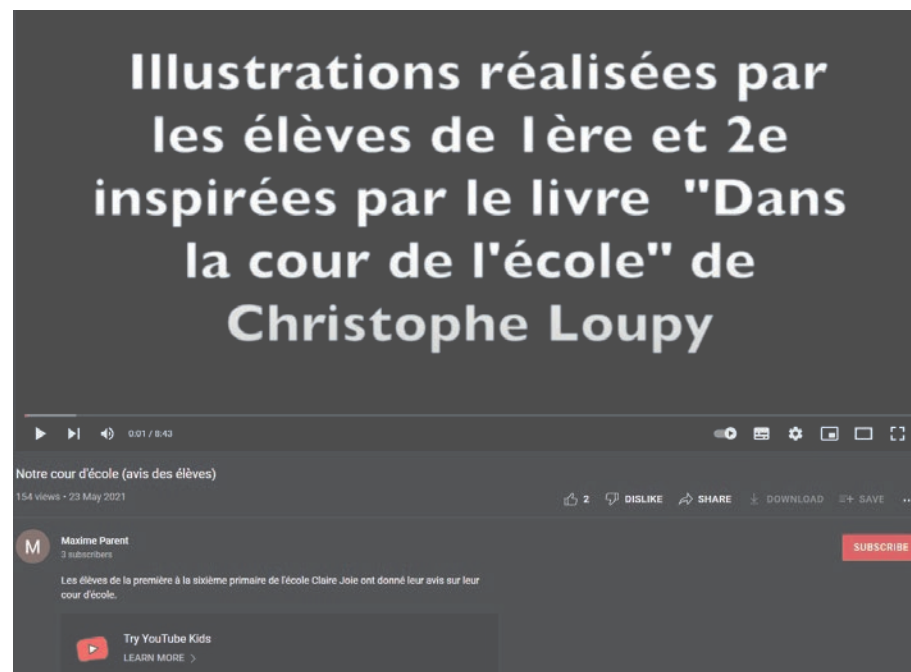 Illustrations réalisées par
les élèves de 1ère et 2e
inspirées par le livre "Dans
la cour de l'école" de
Christophe Loupy
0:01 / 8:43
Notre cour d'école (avis des élèves)
154 views • 23 May 2021
2 DISLIKE SHARE DOWNLOAD SAVE ...
M
Maxime Parent
3 subscribers
SUBSCRIBE
Les élèves de la première à la sixième primaire de l'école Claire Joie ont donné leur avis sur leur
cour d'école.
Try YouTube Kids
LEARN MORE